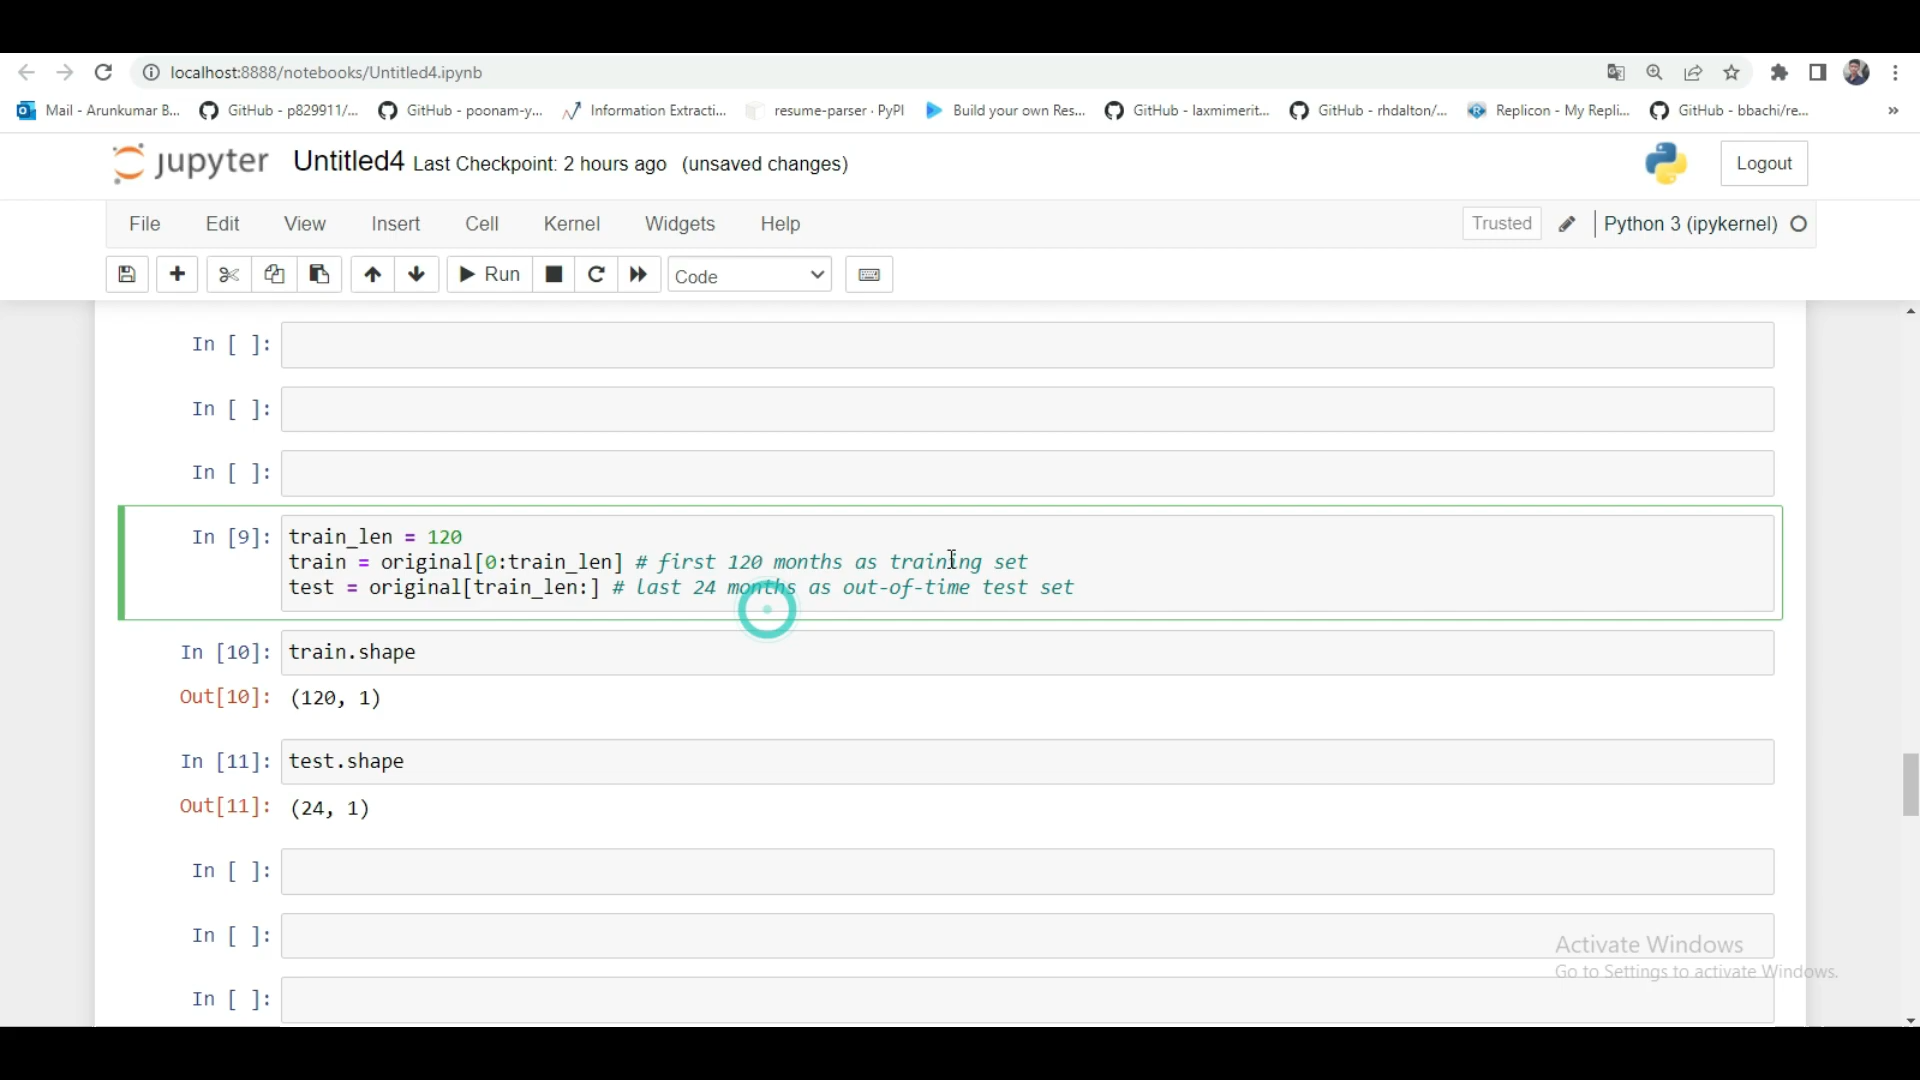 localhost:8888/notebooks/Untitled4.ipynb
Mail - Arunkumar B... GitHub - p829911/... GitHub - poonam-y... Information Extracti... resume-parser · PyPI Build your own Res... GitHub - laxmimerit... GitHub - rhdalton/... Replicon - My Repli... GitHub - bbachi/re... »
jupyter Untitled4 Last Checkpoint: 2 hours ago (unsaved changes) Logout
File Edit View Insert Cell Kernel Widgets Help Trusted Python 3 (ipykernel)
Run Code
In [ ]:
In [ ]:
In [ ]:
In [9]: train_len = 120
train = original[0:train_len] # first 120 months as training set
test = original[train_len:] # last 24 months as out-of-time test set
In [10]: train.shape
Out[10]: (120, 1)
In [11]: test.shape
Out[11]: (24, 1)
In [ ]:
In [ ]:
Activate Windows
Go to Settings to activate Windows.
In [ ]: